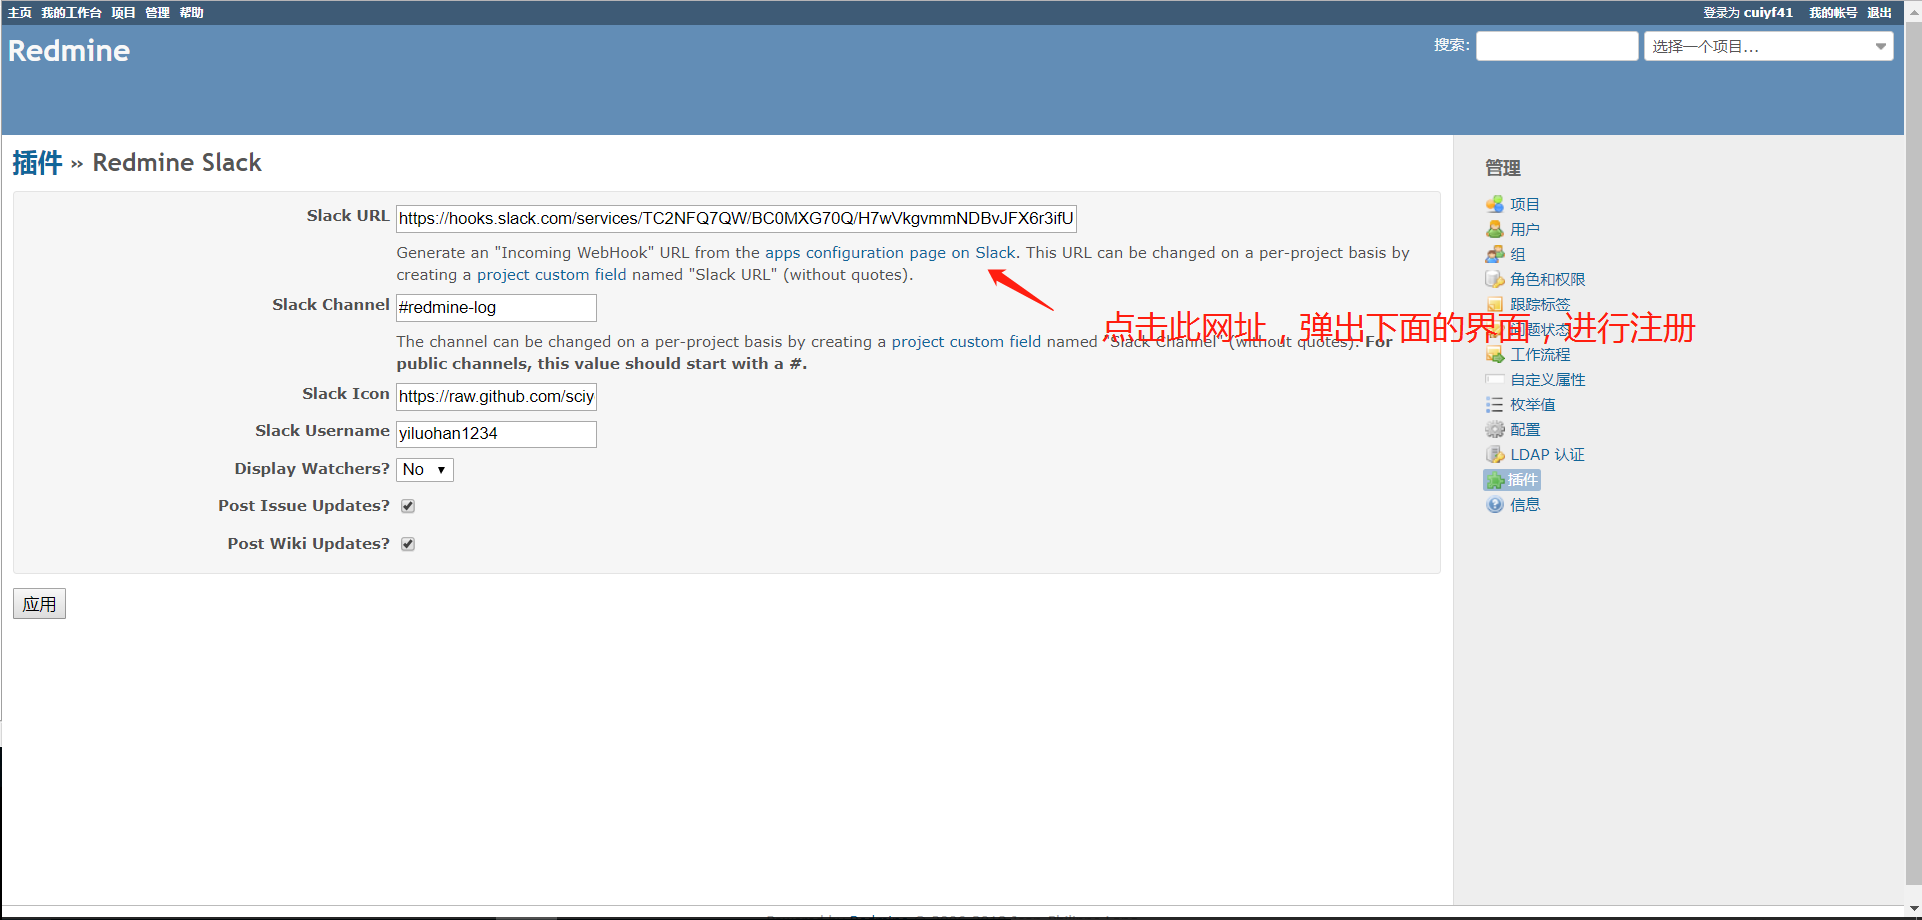 主页 我的工作台 项目 管理 帮助
登录为 cuiyf41 我的帐号 退出
Redmine
搜索:
选择一个项目...
插件 » Redmine Slack
Slack URL https://hooks.slack.com/services/TC2NFQ7QW/BC0MXG70Q/H7wVkgvmmNDBvJFX6r3ifU
Generate an "Incoming WebHook" URL from the apps configuration page on Slack. This URL can be changed on a per-project basis by
creating a project custom field named "Slack URL" (without quotes).
Slack Channel #redmine-log
点击此网址，弹出下面的界面，进行注册
The channel can be changed on a per-project basis by creating a project custom field named "Slack Channel" (without quotes). For
public channels, this value should start with a #.
Slack Icon https://raw.github.com/sciy
Slack Username yiluohan1234
Display Watchers? No
Post Issue Updates?
Post Wiki Updates?
应用
管理
项目
用户
组
角色和权限
跟踪标签
问题状态
工作流程
自定义属性
枚举值
配置
LDAP 认证
插件
信息